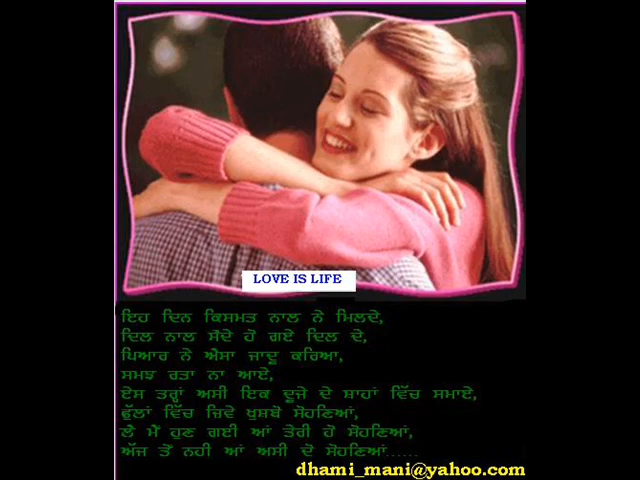 LOVE IS LIFE
ਇਹ ਦਿਨ ਕਿਸਮਤ ਨਾਲ ਨੇ ਮਿਲਦੇ,
ਦਿਲ ਨਾਲ ਸੌਦੇ ਹੋ ਗਏ ਦਿਲ ਦੇ,
ਪਿਆਰ ਨੇ ਐਸਾ ਜਾਦੂ ਕਰਿਆ,
ਸਮਝ ਰਤਾ ਨਾ ਆਏ,
ਏਸ ਤਰ੍ਹਾਂ ਅਸੀ ਇਕ ਦੂਜੇ ਦੇ ਸ਼ਾਹਾਂ ਵਿੱਚ ਸਮਾਏ,
ਫੁੱਲਾਂ ਵਿੱਚ ਜ਼ਿਵੇ ਖੁਸ਼ਬੋ ਸੋਹਣਿਆਂ,
ਲੈ ਮੈਂ ਹੁਣ ਗਈ ਆਂ ਤੇਰੀ ਹੋ ਸੋਹਣਿਆਂ,
ਅੱਜ ਤੋਂ ਨਹੀ ਆਂ ਅਸੀ ਦੋ ਸੋਹਣਿਆਂ......
dhami_mani@yahoo.com